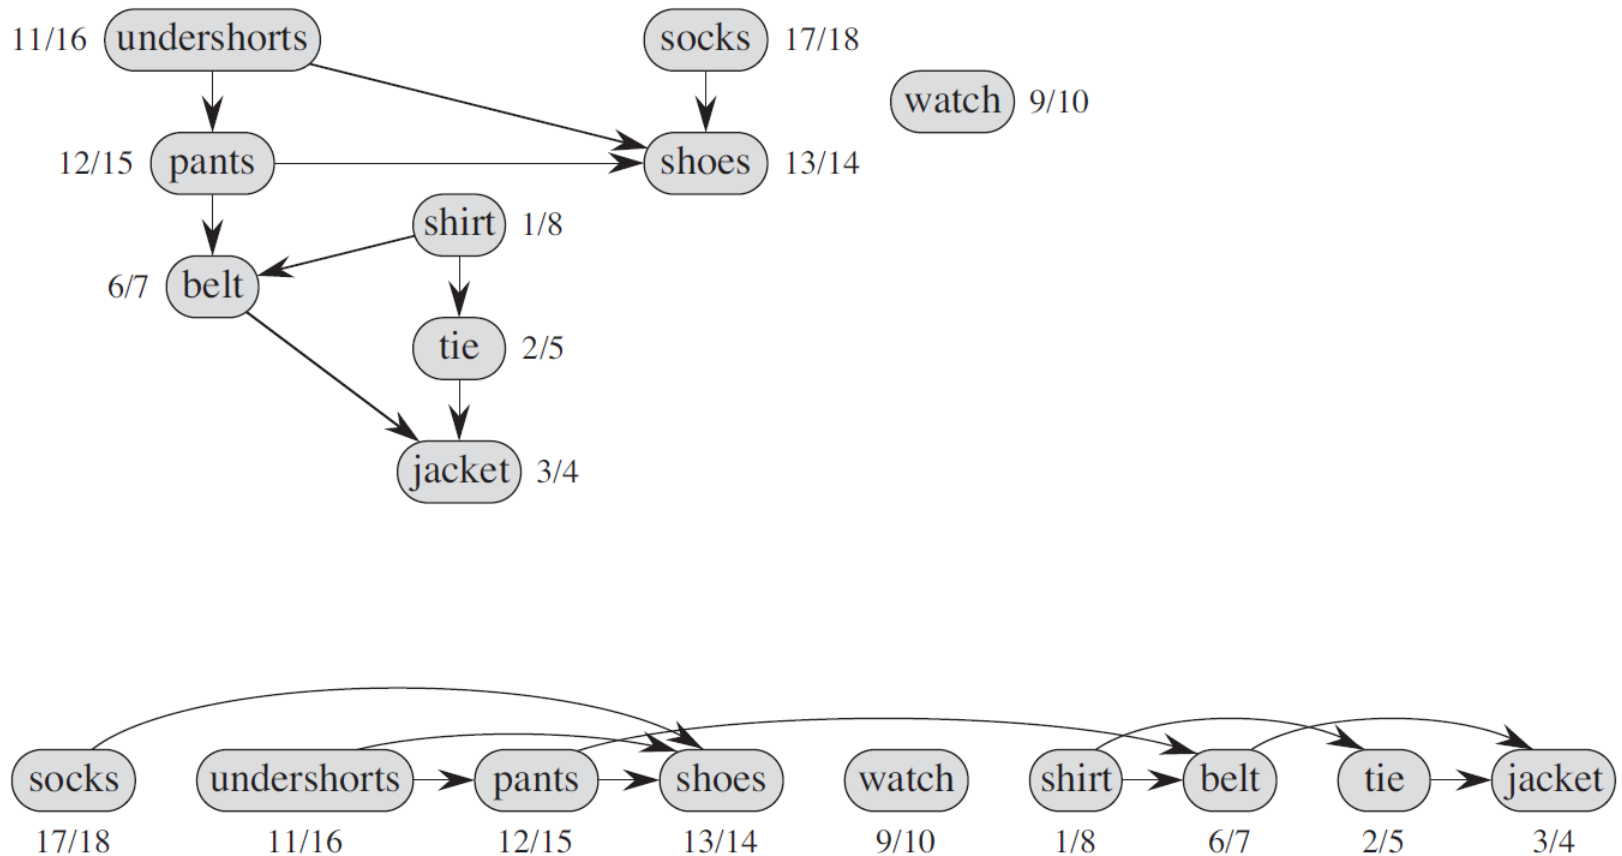 11/16 undershorts socks 17/18
watch 9/10
12/15 pants shoes 13/14
shirt 1/8
6/7 belt
tie 2/5
jacket 3/4
socks undershorts pants shoes watch shirt belt tie jacket
17/18 11/16 12/15 13/14 9/10 1/8 6/7 2/5 3/4